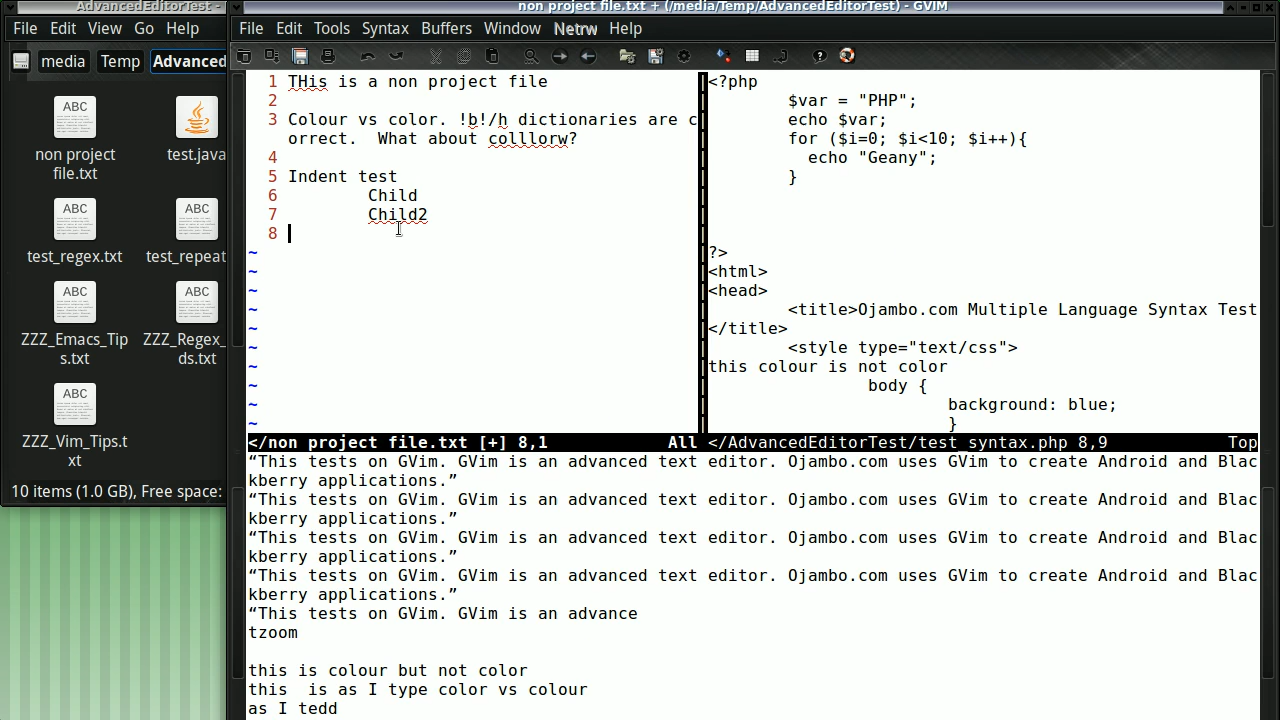 AdvancedEditorTest -
File Edit View Go Help
media Temp Advanced
ABC
non project
file.txt
test.java
ABC
test_regex.txt
ABC
test_repeat
ABC
ZZZ_Emacs_Tip
s.txt
ABC
ZZZ_Regex_
ds.txt
ABC
ZZZ_Vim_Tips.t
xt
10 items (1.0 GB), Free space:
non project file.txt + (/media/Temp/AdvancedEditorTest) - GVIM
File Edit Tools Syntax Buffers Window Netrw Help
1 THis is a non project file
2
3 Colour vs color. !b!/h dictionaries are c
orrect.  What about colllorw?
4
5 Indent test
6         Child
7         Child2
8
~
~
~
~
~
~
~
~
~
~
</non project file.txt [+] 8,1 All
<?php
        $var = "PHP";
        echo $var;
        for ($i=0; $i<10; $i++){
          echo "Geany";
        }
?>
<html>
<head>
        <title>Ojambo.com Multiple Language Syntax Test
</title>
        <style type="text/css">
this colour is not color
                body {
                        background: blue;
                        }
</AdvancedEditorTest/test_syntax.php 8,9 Top
“This tests on GVim. GVim is an advanced text editor. Ojambo.com uses GVim to create Android and Blac
kberry applications.”
“This tests on GVim. GVim is an advanced text editor. Ojambo.com uses GVim to create Android and Blac
kberry applications.”
“This tests on GVim. GVim is an advanced text editor. Ojambo.com uses GVim to create Android and Blac
kberry applications.”
“This tests on GVim. GVim is an advanced text editor. Ojambo.com uses GVim to create Android and Blac
kberry applications.”
“This tests on GVim. GVim is an advance
tzoom
this is colour but not color
this  is as I type color vs colour
as I tedd